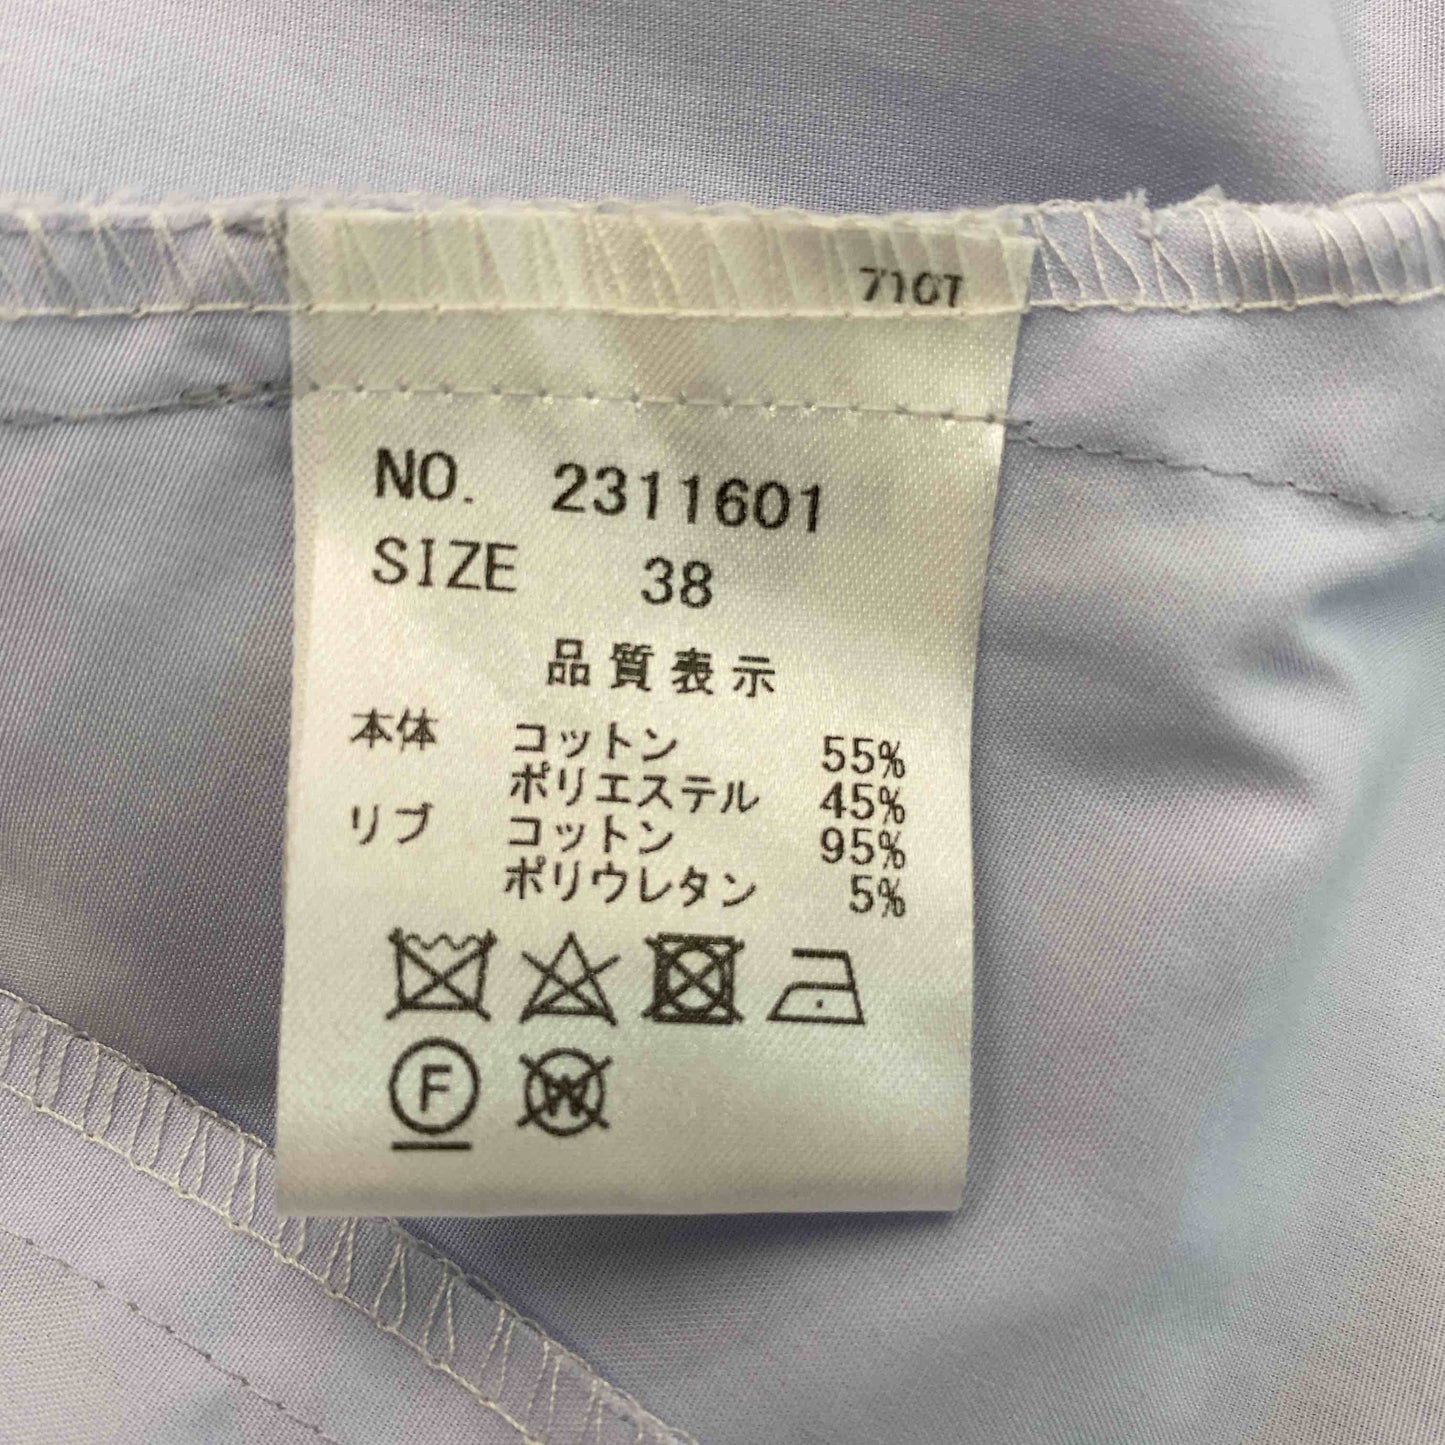 710T
NO. 2311601
SIZE 38
品質表示
本体 コットン 55%
ポリエステル 45%
リブ コットン 95%
ポリウレタン 5%
F W